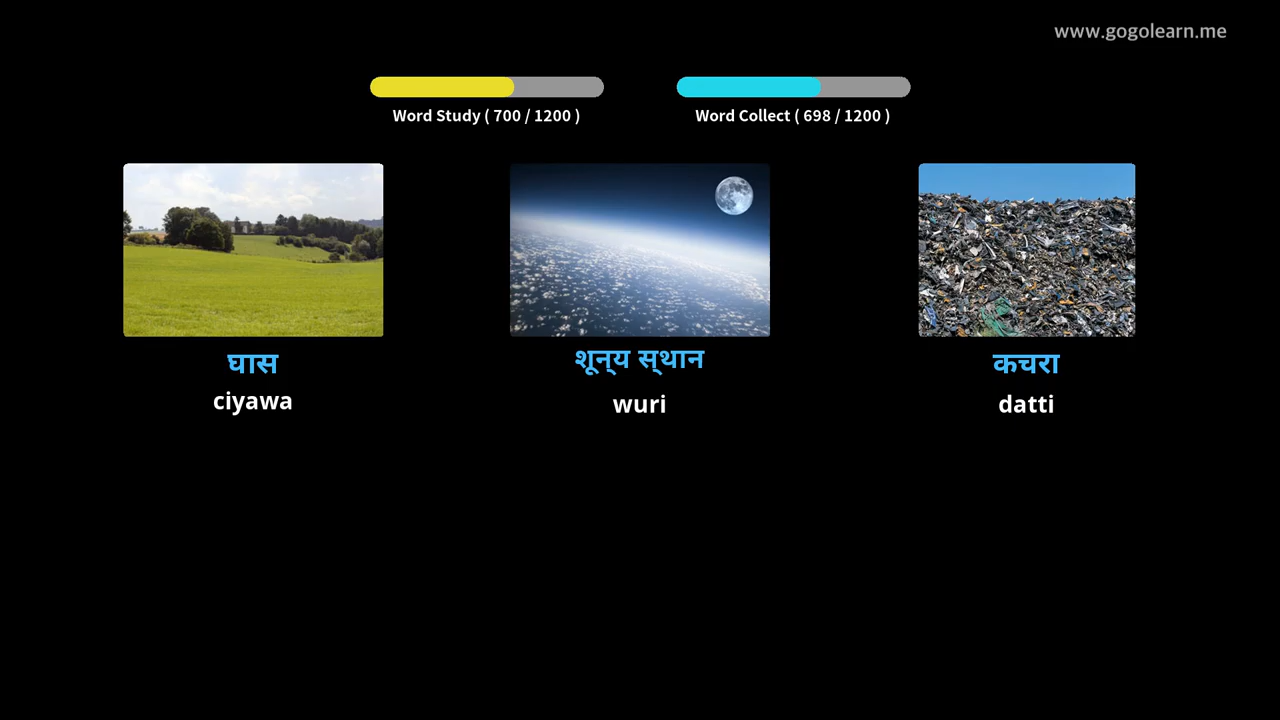 www.gogolearn.me
Word Study ( 700 / 1200 )
Word Collect ( 698 / 1200 )
घास
शून्य स्थान
कचरा
ciyawa
wuri
datti